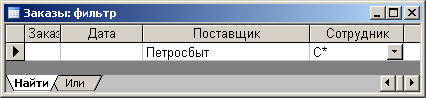 Заказы: фильтр
Заказ Дата Поставщик Сотрудник
Петросбыт С*
Найти Или